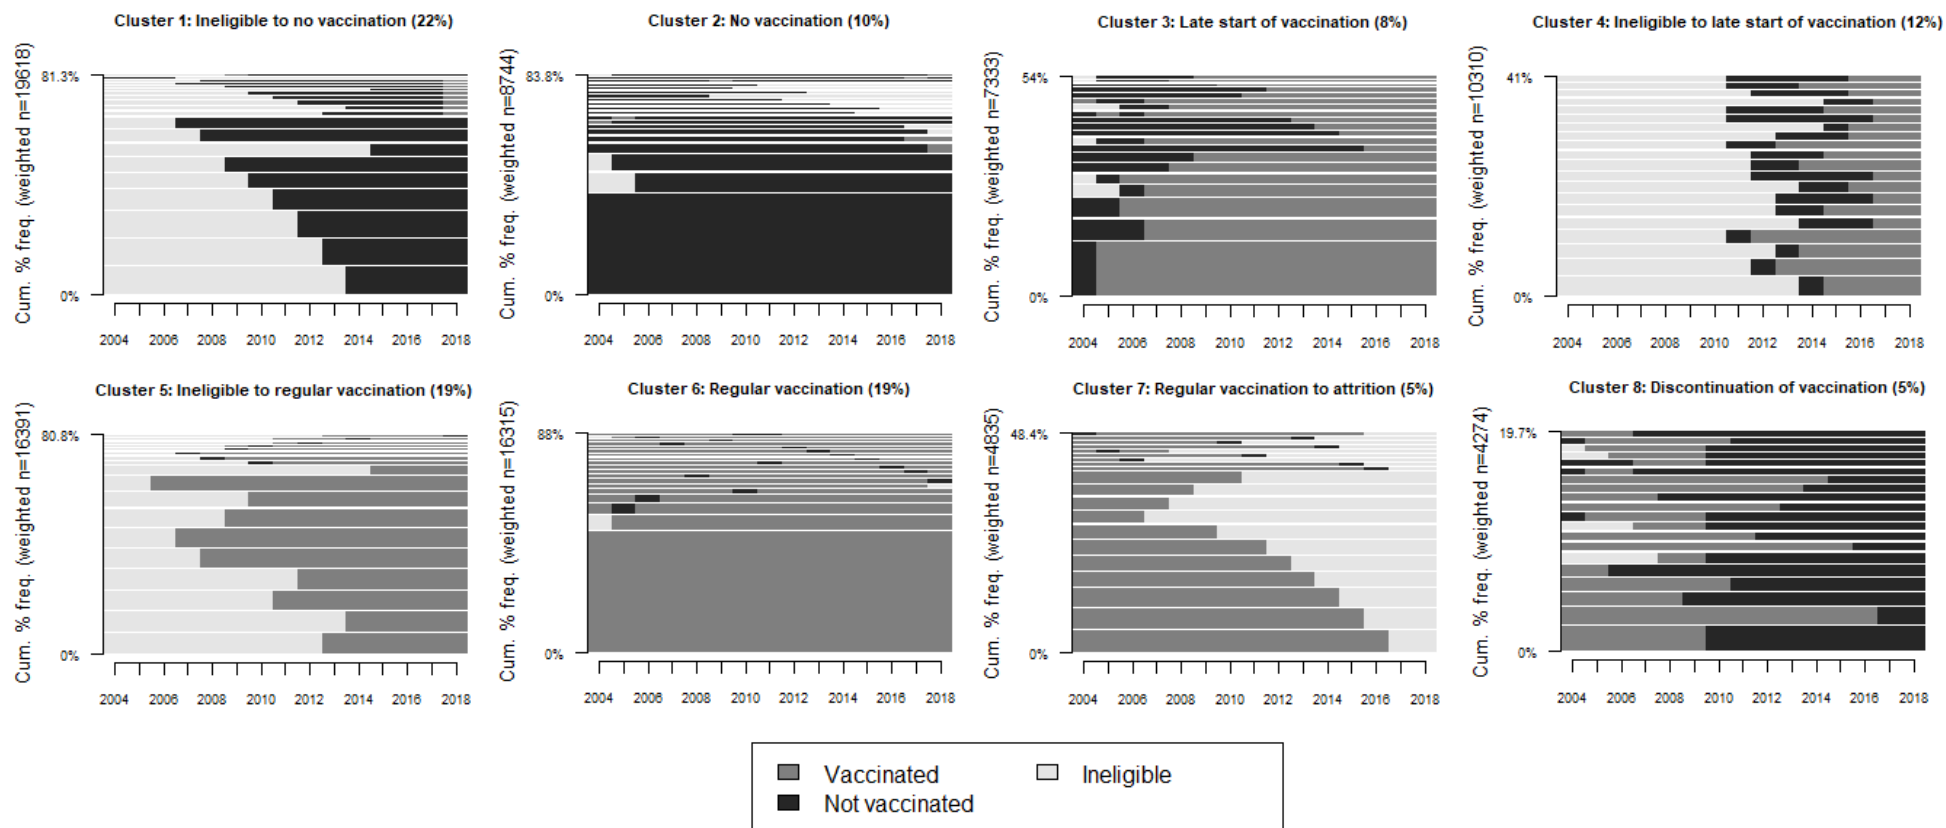 Cluster 1: Ineligible to no vaccination (22%)
Cum. % freq. (weighted n=19618)
81.3%
0%
2004 2006 2008 2010 2012 2014 2016 2018
Cluster 2: No vaccination (10%)
Cum. % freq. (weighted n=8744)
83.8%
0%
2004 2006 2008 2010 2012 2014 2016 2018
Cluster 3: Late start of vaccination (8%)
Cum. % freq. (weighted n=7333)
54%
0%
2004 2006 2008 2010 2012 2014 2016 2018
Cluster 4: Ineligible to late start of vaccination (12%)
Cum. % freq. (weighted n=10310)
41%
0%
2004 2006 2008 2010 2012 2014 2016 2018
Cluster 5: Ineligible to regular vaccination (19%)
Cum. % freq. (weighted n=16391)
80.8%
0%
2004 2006 2008 2010 2012 2014 2016 2018
Cluster 6: Regular vaccination (19%)
Cum. % freq. (weighted n=16315)
88%
0%
2004 2006 2008 2010 2012 2014 2016 2018
Cluster 7: Regular vaccination to attrition (5%)
Cum. % freq. (weighted n=4835)
48.4%
0%
2004 2006 2008 2010 2012 2014 2016 2018
Cluster 8: Discontinuation of vaccination (5%)
Cum. % freq. (weighted n=4274)
19.7%
0%
2004 2006 2008 2010 2012 2014 2016 2018
Vaccinated
Ineligible
Not vaccinated